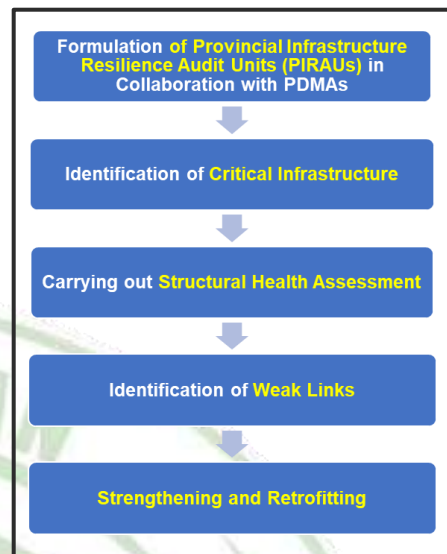 Formulation of Provincial Infrastructure
Resilience Audit Units (PIRAUs) in
Collaboration with PDMAs
Identification of Critical Infrastructure
Carrying out Structural Health Assessment
Identification of Weak Links
Strengthening and Retrofitting